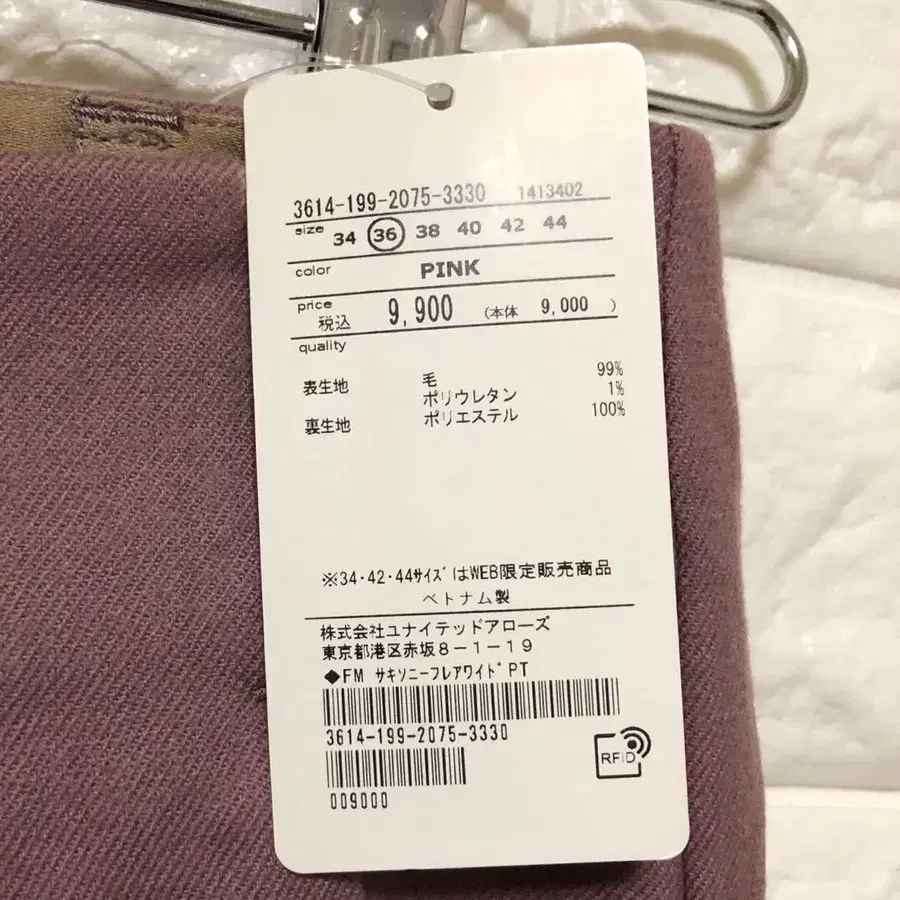 3614-199-2075-3330 1413402
size 34 36 38 40 42 44
color PINK
price 税込 9,900 (本体 9,000 )
quality
表生地 毛 99%
ポリウレタン 1%
裏生地 ポリエステル 100%
※34・42・44サイズはWEB限定販売商品
ベトナム製
株式会社ユナイテッドアローズ
東京都港区赤坂8-1-19
◆FM サキソニーフレアワイドPT
3614-199-2075-3330
RFID
009000